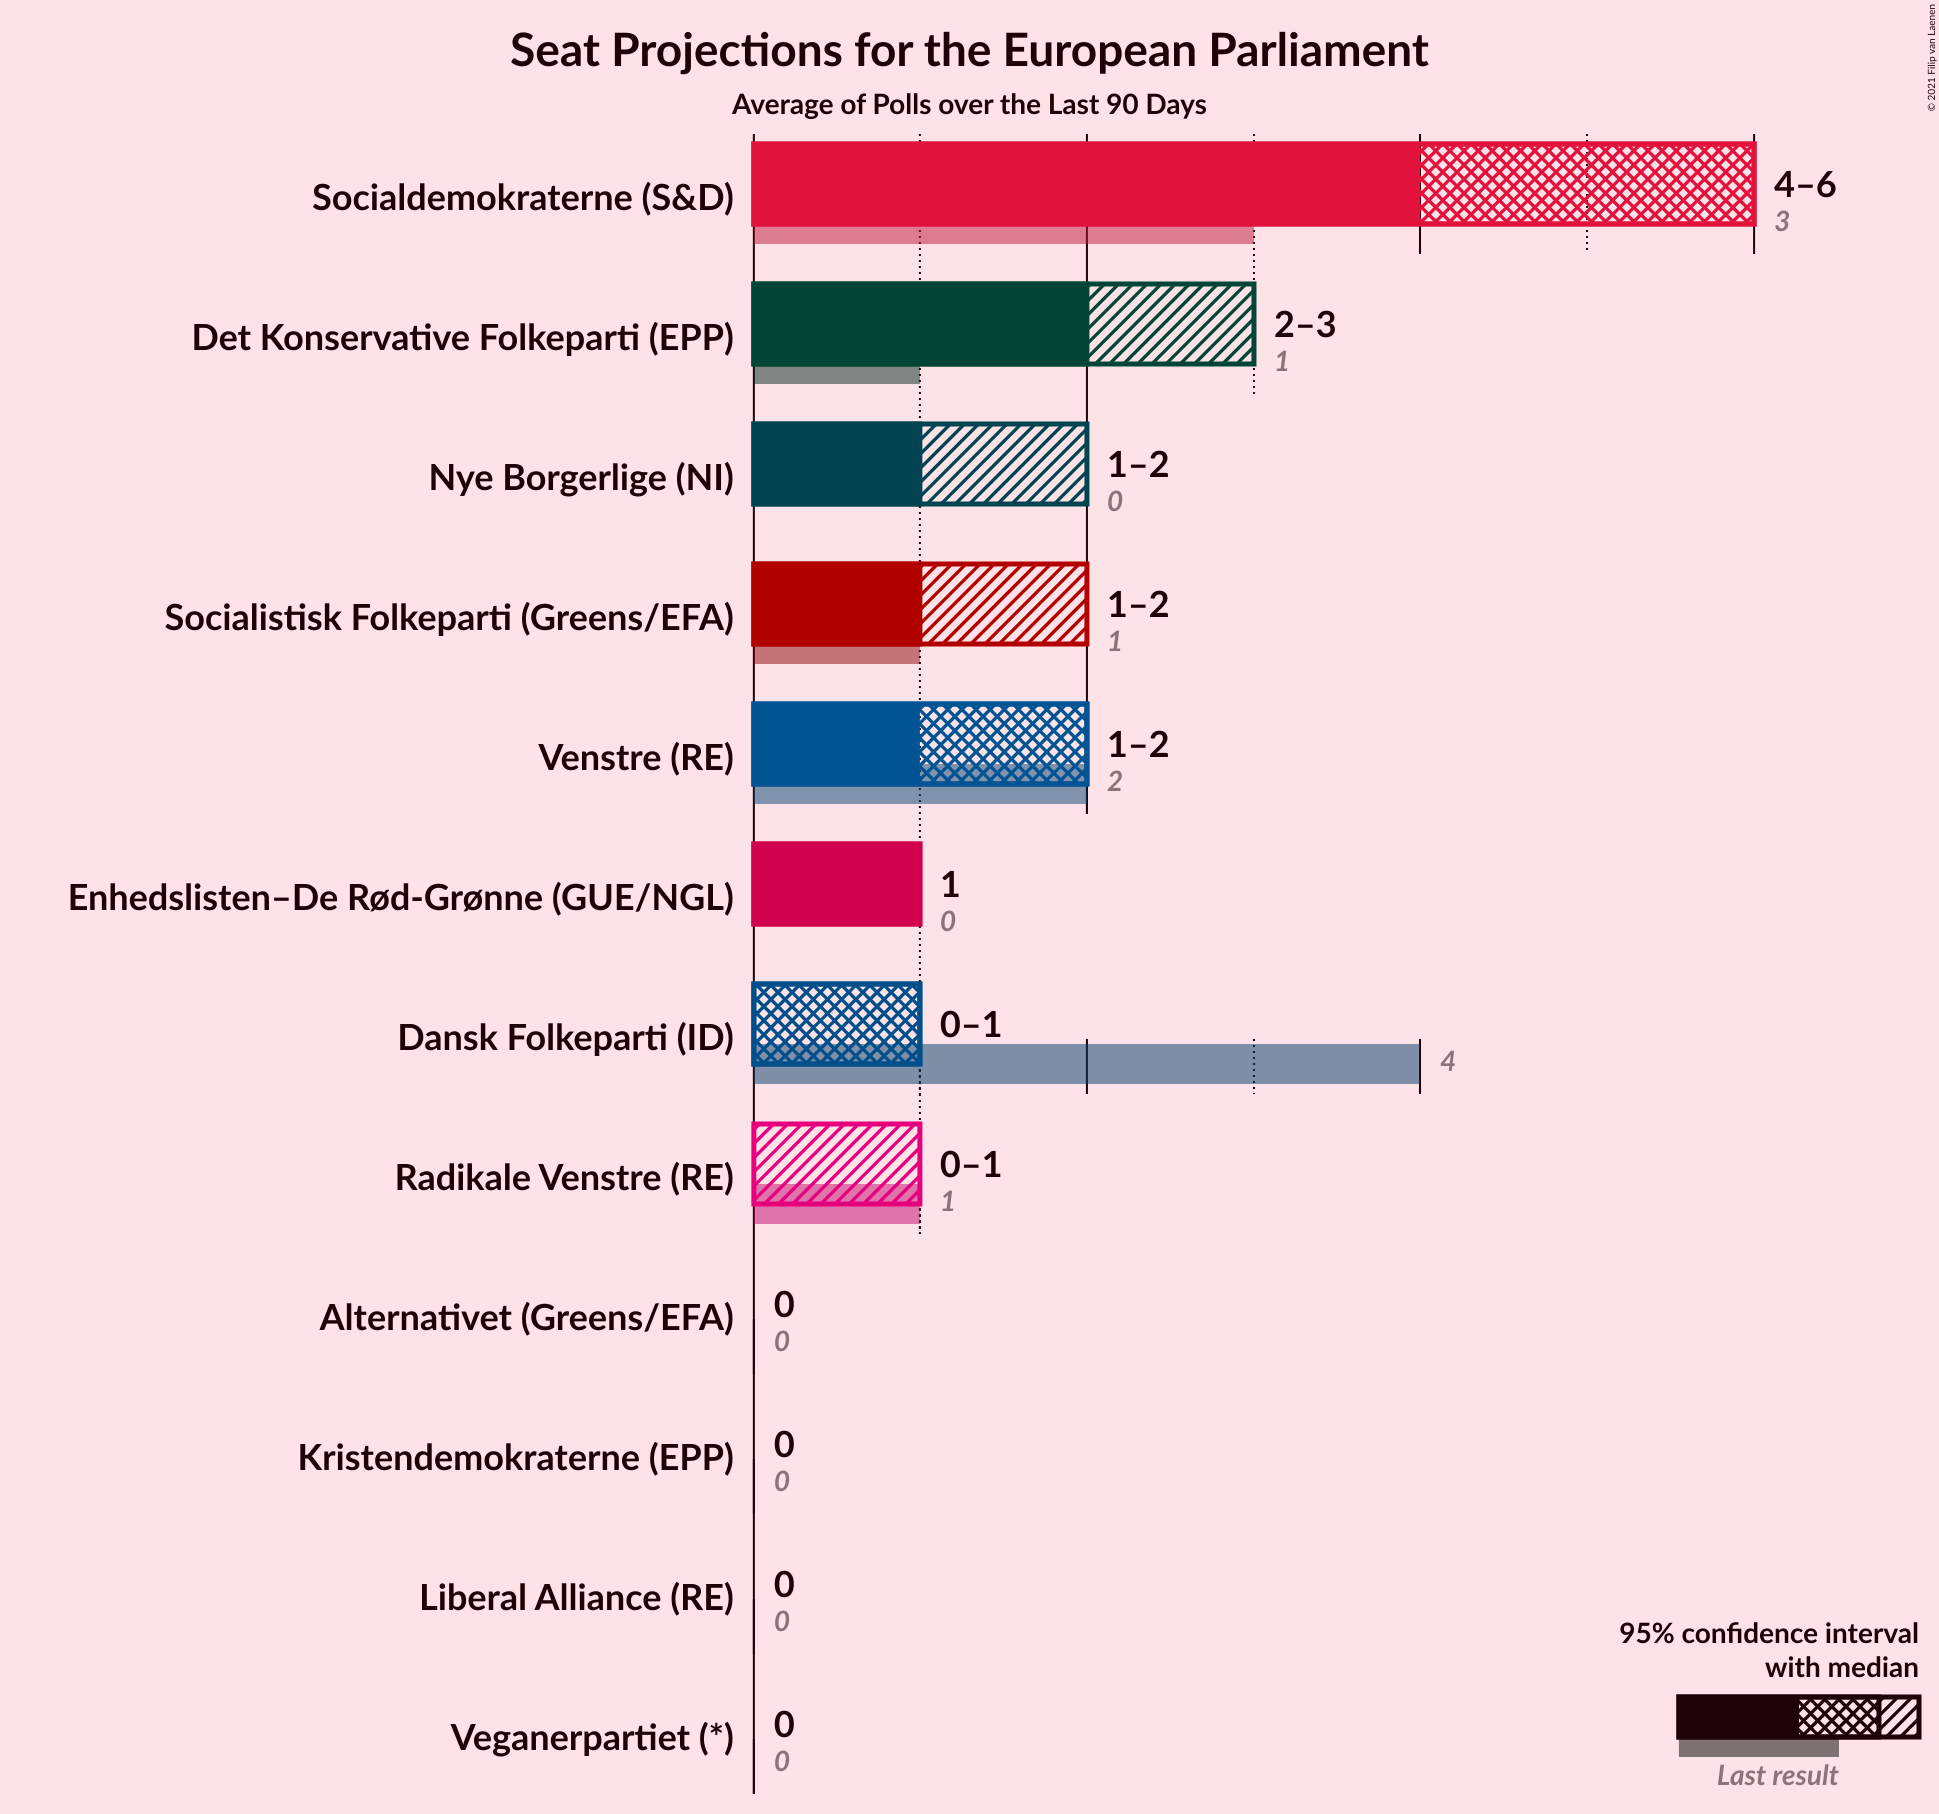 Seat Projections for the European Parliament
Average of Polls over the Last 90 Days
© 2021 Filip van Laenen
Socialdemokraterne (S&D)
4–6
3
Det Konservative Folkeparti (EPP)
2–3
1
Nye Borgerlige (NI)
1–2
0
Socialistisk Folkeparti (Greens/EFA)
1–2
1
Venstre (RE)
1–2
2
Enhedslisten–De Rød-Grønne (GUE/NGL)
1
0
Dansk Folkeparti (ID)
0–1
4
Radikale Venstre (RE)
0–1
1
Alternativet (Greens/EFA)
0
0
Kristendemokraterne (EPP)
0
0
Liberal Alliance (RE)
0
0
Veganerpartiet (*)
0
0
95% confidence interval
with median
Last result